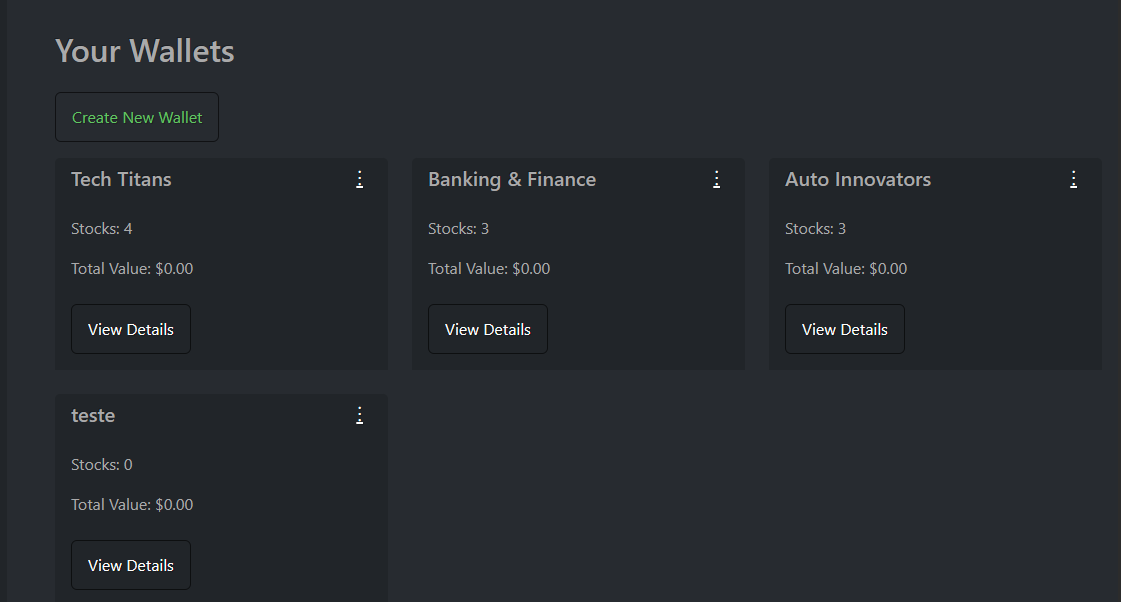 Your Wallets
Create New Wallet
Tech Titans
Stocks: 4
Total Value: $0.00
View Details
Banking & Finance
Stocks: 3
Total Value: $0.00
View Details
Auto Innovators
Stocks: 3
Total Value: $0.00
View Details
teste
Stocks: 0
Total Value: $0.00
View Details